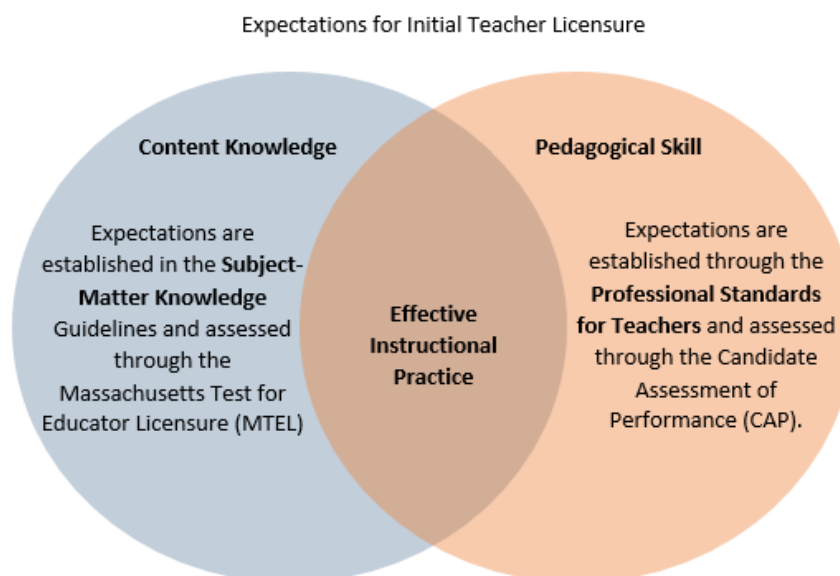 Expectations for Initial Teacher Licensure
Content Knowledge
Expectations are
established in the Subject-
Matter Knowledge
Guidelines and assessed
through the
Massachusetts Test for
Educator Licensure (MTEL)
Effective
Instructional
Practice
Pedagogical Skill
Expectations are
established through the
Professional Standards
for Teachers and assessed
through the Candidate
Assessment of
Performance (CAP).